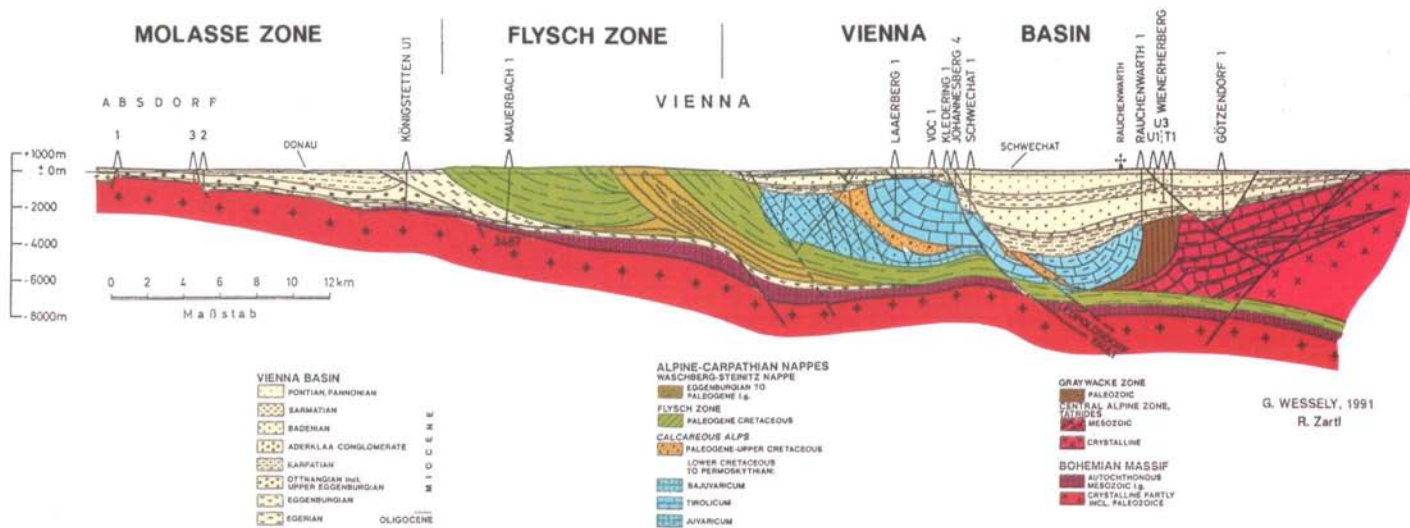 MOLASSE ZONE
FLYSCH ZONE
VIENNA BASIN
ABSDORF
1
3
2
KÖNIGSTETTEN U1
MAUERBACH 1
VIENNA
LAAERBERG 1
VOC 1
KLEDERING 1
JOHANNESBERG 4
SCHWECHAT 1
RAUCHENWARTH
RAUCHENWARTH 1
U1
U3
T1
WIENERHERBERG
GÖTZENDORF 1
DONAU
SCHWECHAT
+1000m
± 0m
-2000
-4000
-6000
-8000m
3487
0 2 4 6 8 10 12km
Maßstab
VIENNA BASIN
PONTIAN, PANNONIAN
SARMATIAN
BADENIAN
ADERKLAA CONGLOMERATE
KARPATIAN
OTTNANGIAN incl.
UPPER EGGENBURGIAN
EGGENBURGIAN
EGERIAN
MIOCENE
OLIGOCENE
ALPINE-CARPATHIAN NAPPES
WASCHBERG-STEINITZ NAPPE
EGGENBURGIAN TO
PALEOGENE i.g.
FLYSCH ZONE
PALEOGENE CRETACEOUS
CALCAREOUS ALPS
PALEOGENE-UPPER CRETACEOUS
LOWER CRETACEOUS
TO PERMOSKYTHIAN:
BAJUVARICUM
TIROLICUM
JUVARICUM
GRAYWACKE ZONE
PALEOZOIC
CENTRAL ALPINE ZONE,
TATRIDES
MESOZOIC
CRYSTALLINE
BOHEMIAN MASSIF
AUTOCHTHONOUS
MESOZOIC i.g.
CRYSTALLINE PARTLY
INCL. PALEOZOICE
G. WESSELY, 1991
R. Zartl